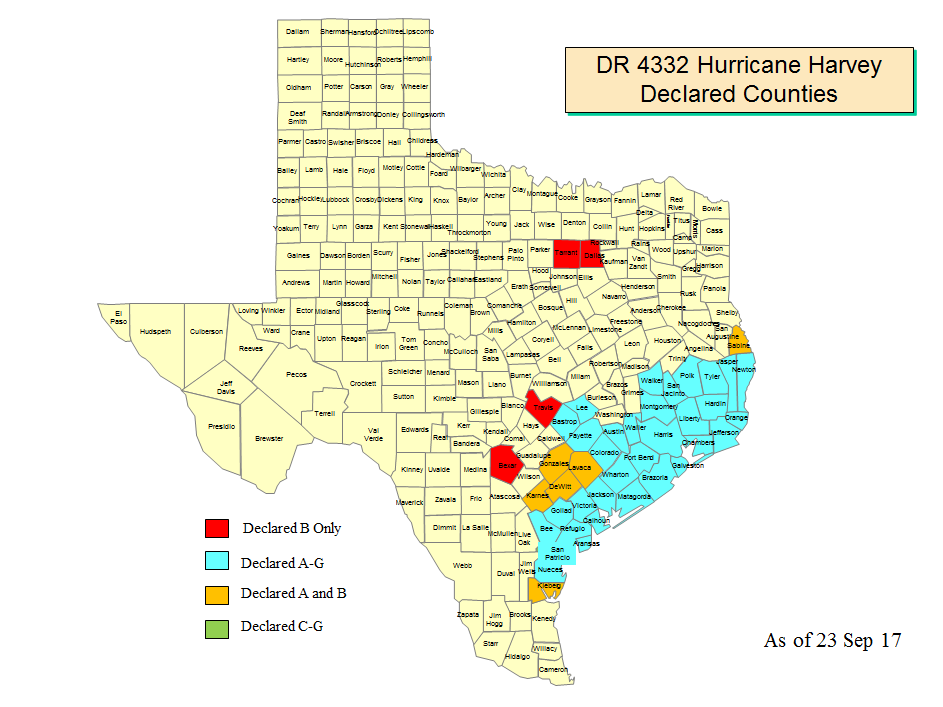 DR 4332 Hurricane Harvey
Declared Counties
Dallam Sherman Hansford Ochiltree Lipscomb
Hartley Moore Hutchinson Roberts Hemphill
Oldham Potter Carson Gray Wheeler
Deaf Smith Randall Armstrong Donley Collingsworth
Parmer Castro Swisher Briscoe Hall Childress
Hardeman
Bailey Lamb Hale Floyd Motley Cottle Foard Wilbarger Wichita
Cochran Hockley Lubbock Crosby Dickens King Knox Baylor Archer Clay Montague Cooke Grayson Fannin Lamar Red River Bowie
Delta Titus Morris Cass
Yoakum Terry Lynn Garza Kent Stonewall Haskell Throckmorton Young Jack Wise Denton Collin Hunt Hopkins Camp
Rockwall Rains Wood Upshur Marion
Gaines Dawson Borden Scurry Fisher Jones Shackelford Stephens Palo Pinto Parker Tarrant Dallas Kaufman Van Zandt Gregg Harrison
Andrews Martin Howard Mitchell Nolan Taylor Callahan Eastland Erath Hood Somervell Johnson Ellis Henderson Smith Rusk Panola
El Paso Hudspeth Culberson Loving Winkler Ector Midland Glasscock Sterling Coke Runnels Coleman Brown Comanche Bosque Hill Navarro Anderson Cherokee Shelby
Hamilton McLennan Limestone Freestone Nacogdoches San Augustine Sabine
Reeves Ward Crane Upton Reagan Irion Tom Green Concho McCulloch San Saba Mills Lampasas Coryell Bell Falls Leon Houston Angelina
Robertson Madison Trinity Jasper Newton
Jeff Davis Pecos Crockett Schleicher Menard Mason Llano Burnet Williamson Milam Brazos Grimes Walker San Jacinto Polk Tyler
Presidio Brewster Terrell Sutton Kimble Gillespie Blanco Travis Lee Burleson Washington Montgomery Liberty Hardin Orange
Val Verde Edwards Real Kerr Kendall Hays Bastrop Fayette Austin Waller Harris Jefferson
Bandera Comal Caldwell Chambers
Kinney Uvalde Medina Bexar Guadalupe Gonzales Lavaca Colorado Fort Bend Galveston
Wilson DeWitt Wharton Brazoria
Maverick Zavala Frio Atascosa Karnes Victoria Jackson Matagorda
Dimmit La Salle McMullen Live Oak Bee Goliad Refugio Calhoun
Aransas
Webb Duval Jim Wells San Patricio
Nueces
Kleberg
Zapata Jim Hogg Brooks Kenedy
Starr Hidalgo Willacy
Cameron
Declared B Only
Declared A-G
Declared A and B
Declared C-G
As of 23 Sep 17